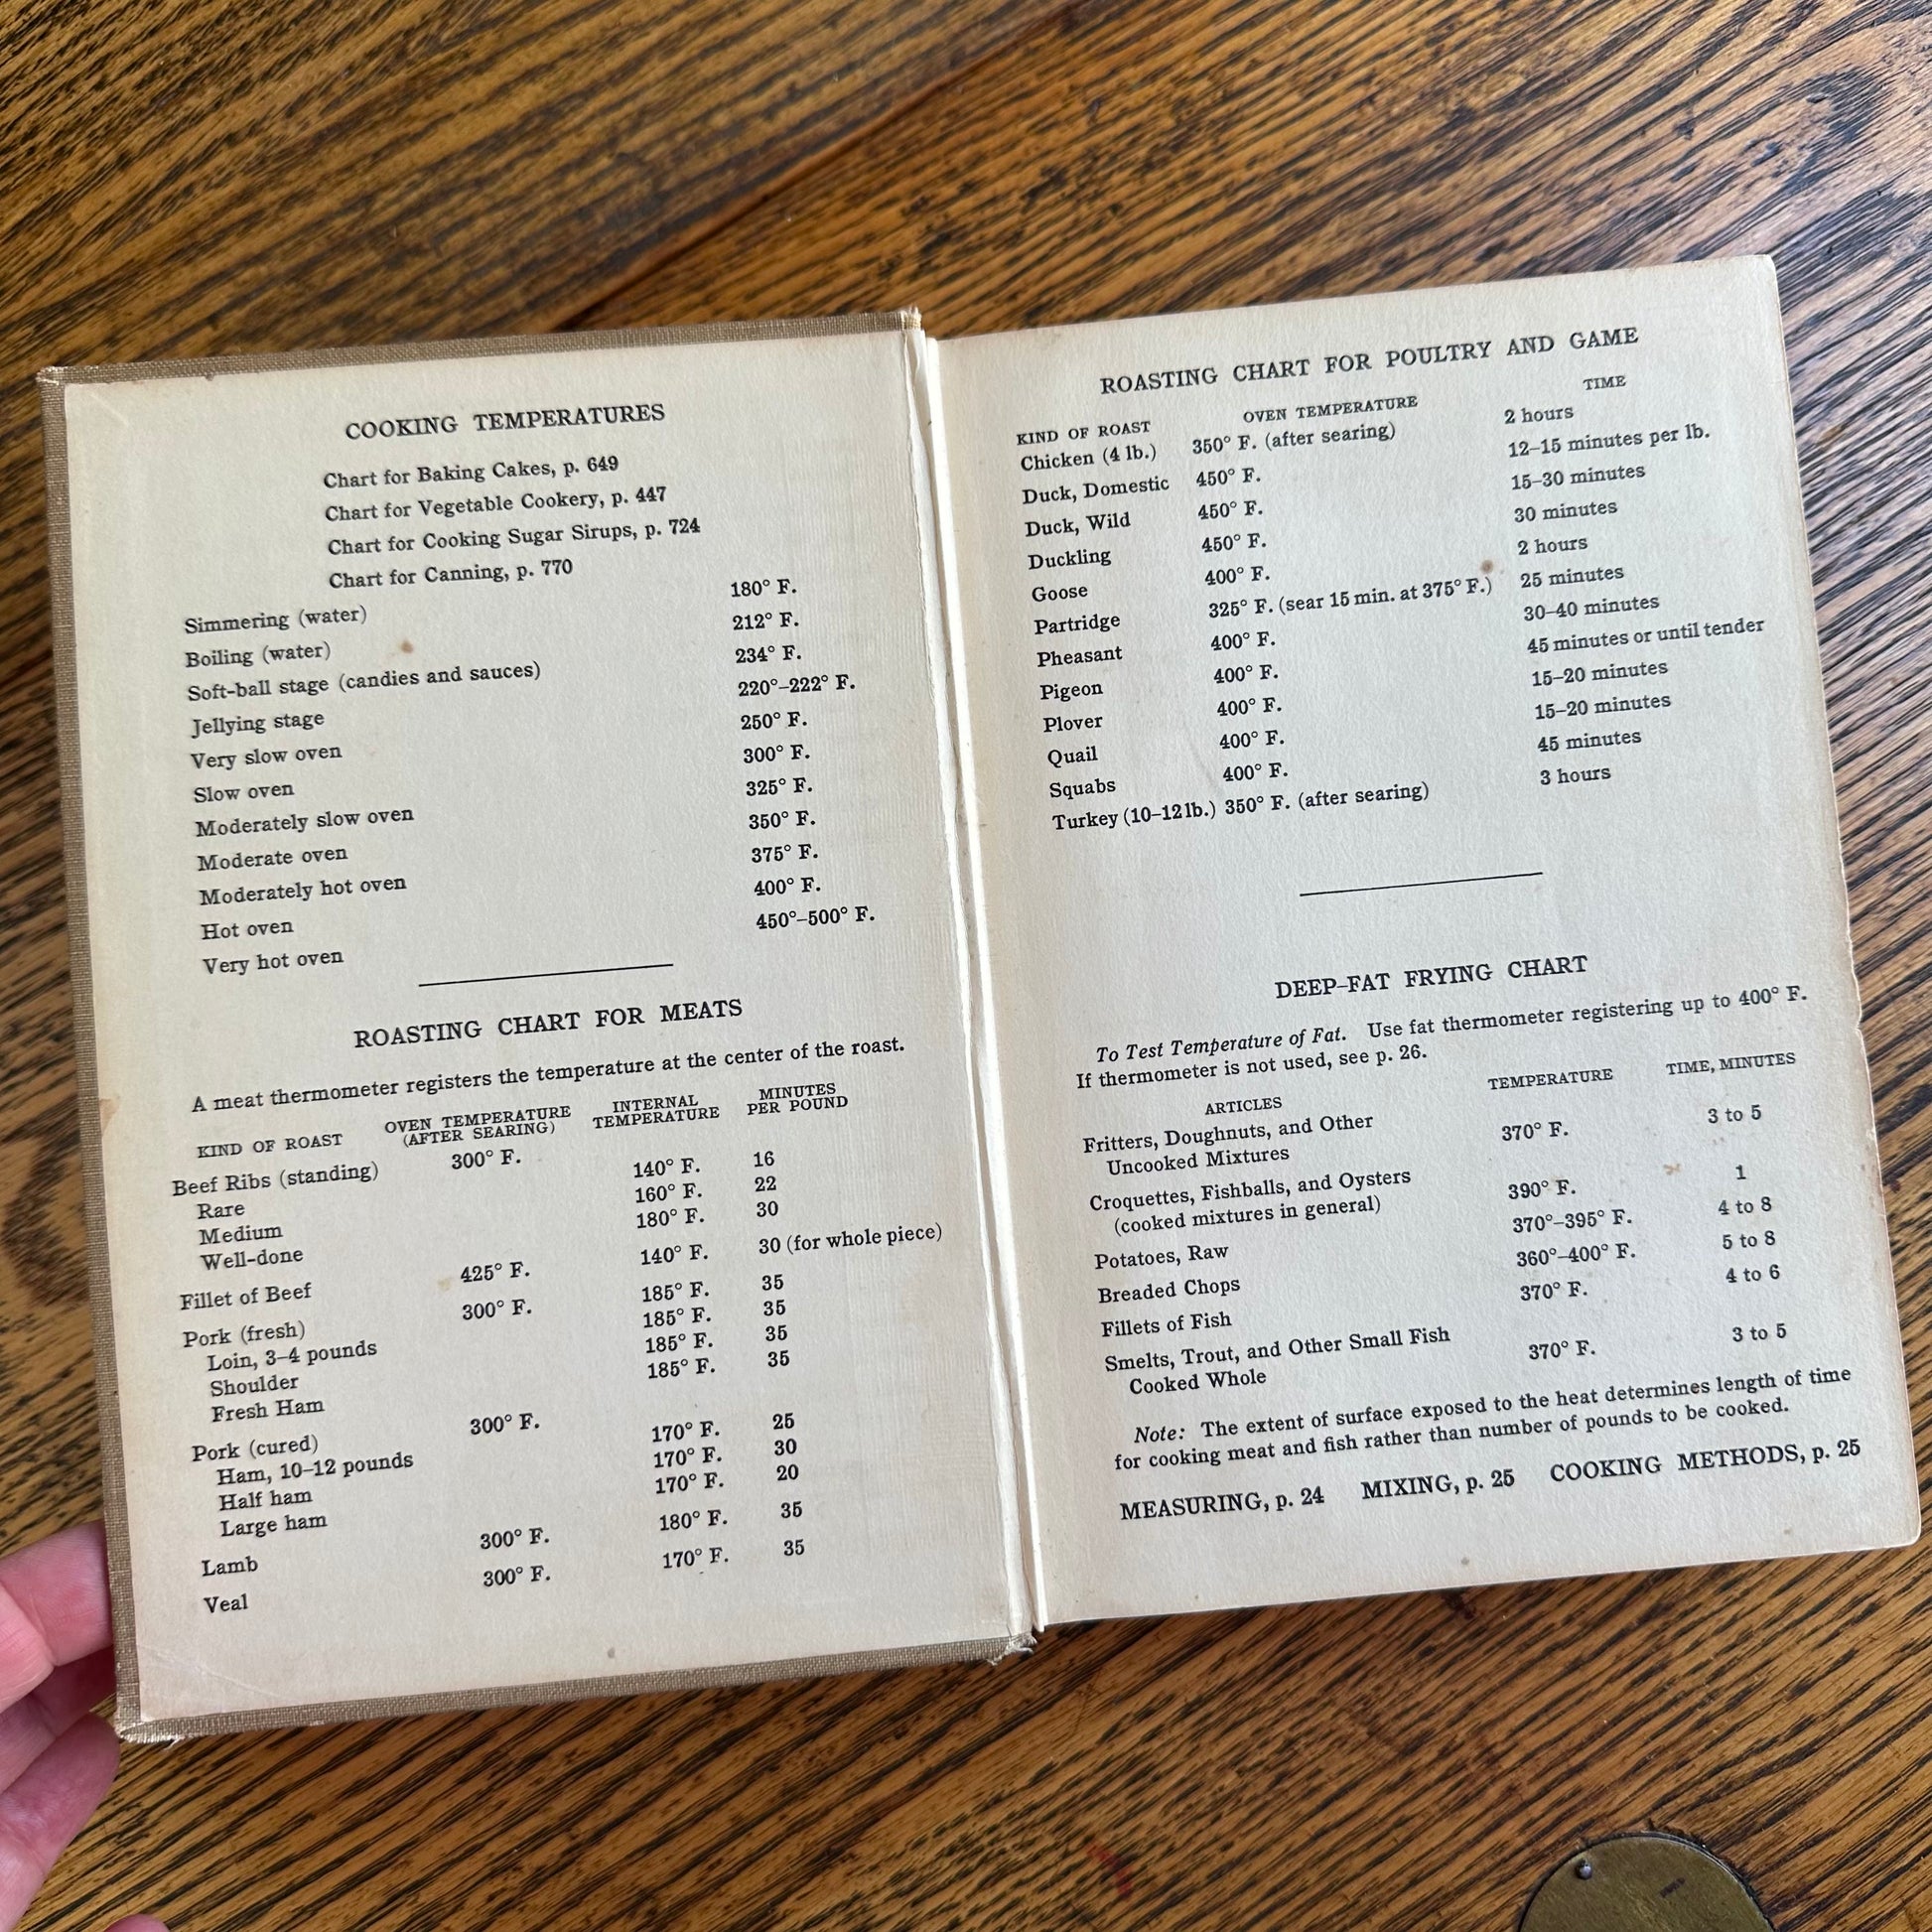 COOKING TEMPERATURES
Chart for Baking Cakes, p. 649
Chart for Vegetable Cookery, p. 447
Chart for Cooking Sugar Sirups, p. 724
Chart for Canning, p. 770
Simmering (water) 180° F.
Boiling (water) 212° F.
Soft-ball stage (candies and sauces) 234° F.
Jellying stage 220°–222° F.
Very slow oven 250° F.
Slow oven 300° F.
Moderately slow oven 325° F.
Moderate oven 350° F.
Moderately hot oven 375° F.
Hot oven 400° F.
Very hot oven 450°–500° F.
ROASTING CHART FOR MEATS
A meat thermometer registers the temperature at the center of the roast.
KIND OF ROAST OVEN TEMPERATURE (AFTER SEARING) INTERNAL TEMPERATURE MINUTES PER POUND
Beef Ribs (standing) 300° F.
Rare 140° F. 16
Medium 160° F. 22
Well-done 180° F. 30
Fillet of Beef 425° F. 140° F. 30 (for whole piece)
Pork (fresh) 300° F. 185° F. 35
Loin, 3–4 pounds 185° F. 35
Shoulder 185° F. 35
Fresh Ham 185° F. 35
Pork (cured) 300° F.
Ham, 10–12 pounds 170° F. 25
Half ham 170° F. 30
Large ham 170° F. 20
Lamb 300° F. 180° F. 35
Veal 300° F. 170° F. 35
ROASTING CHART FOR POULTRY AND GAME
KIND OF ROAST OVEN TEMPERATURE TIME
Chicken (4 lb.) 350° F. (after searing) 2 hours
Duck, Domestic 450° F. 12–15 minutes per lb.
Duck, Wild 450° F. 15–30 minutes
Duckling 450° F. 30 minutes
Goose 400° F. 2 hours
Partridge 325° F. (sear 15 min. at 375° F.) 25 minutes
Pheasant 400° F. 30–40 minutes
Pigeon 400° F. 45 minutes or until tender
Plover 400° F. 15–20 minutes
Quail 400° F. 15–20 minutes
Squabs 400° F. 45 minutes
Turkey (10–12 lb.) 350° F. (after searing) 3 hours
DEEP-FAT FRYING CHART
To Test Temperature of Fat. Use fat thermometer registering up to 400° F.
If thermometer is not used, see p. 26.
ARTICLES TEMPERATURE TIME, MINUTES
Fritters, Doughnuts, and Other
Uncooked Mixtures 370° F. 3 to 5
Croquettes, Fishballs, and Oysters
(cooked mixtures in general) 390° F. 1
Potatoes, Raw 370°–395° F. 4 to 8
Breaded Chops 360°–400° F. 5 to 8
Fillets of Fish 370° F. 4 to 6
Smelts, Trout, and Other Small Fish
Cooked Whole 370° F. 3 to 5
Note: The extent of surface exposed to the heat determines length of time
for cooking meat and fish rather than number of pounds to be cooked.
MEASURING, p. 24 MIXING, p. 25 COOKING METHODS, p. 25